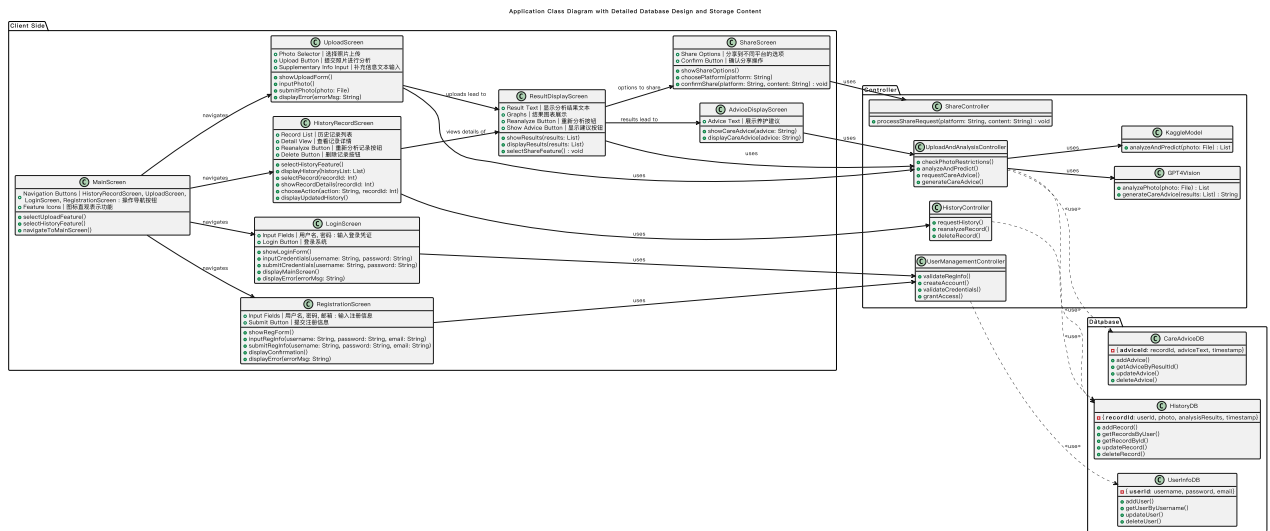 Application Class Diagram with Detailed Database Design and Storage Content
Client Side
C UploadScreen
Photo Selector | 选择照片上传
Upload Button | 提交照片进行分析
Supplementary Info Input | 补充信息文本输入
showUploadForm()
inputPhoto()
submitPhoto(photo: File)
displayError(errorMsg: String)
C ShareScreen
Share Options | 分享到不同平台的选项
Confirm Button | 确认分享操作
showShareOptions()
choosePlatform(platform: String)
confirmShare(platform: String, content: String) : void
C ResultDisplayScreen
Result Text | 显示分析结果文本
Graphs | 结果图表展示
Reanalyze Button | 重新分析按钮
Show Advice Button | 显示建议按钮
showResults(results: List)
displayResults(results: List)
selectShareFeature() : void
C AdviceDisplayScreen
Advice Text | 展示养护建议
showCareAdvice(advice: String)
displayCareAdvice(advice: String)
C HistoryRecordScreen
Record List | 历史记录列表
Detail View | 查看记录详情
Reanalyze Button | 重新分析记录按钮
Delete Button | 删除记录按钮
selectHistoryFeature()
displayHistory(historyList: List)
selectRecord(recordId: Int)
showRecordDetails(recordId: Int)
chooseAction(action: String, recordId: Int)
displayUpdatedHistory()
C MainScreen
Navigation Buttons | HistoryRecordScreen, UploadScreen,
LoginScreen, RegistrationScreen : 操作导航按钮
Feature Icons | 图标直观表示功能
selectUploadFeature()
selectHistoryFeature()
navigateToMainScreen()
C LoginScreen
Input Fields | 用户名, 密码 : 输入登录凭证
Login Button | 登录系统
showLoginForm()
inputCredentials(username: String, password: String)
submitCredentials(username: String, password: String)
displayMainScreen()
displayError(errorMsg: String)
C RegistrationScreen
Input Fields | 用户名, 密码, 邮箱 : 输入注册信息
Submit Button | 提交注册信息
showRegForm()
inputRegInfo(username: String, password: String, email: String)
submitRegInfo(username: String, password: String, email: String)
displayConfirmation()
displayError(errorMsg: String)
navigates
navigates
navigates
navigates
uploads lead to
views details of
options to share
results lead to
uses
uses
uses
uses
uses
uses
uses
uses
uses
Controller
C ShareController
processShareRequest(platform: String, content: String) : void
C UploadAndAnalysisController
checkPhotoRestrictions()
analyzeAndPredict()
requestCareAdvice()
generateCareAdvice()
C KaggleModel
analyzeAndPredict(photo: File) : List
C GPT4Vision
analyzePhoto(photo: File) : List
generateCareAdvice(results: List) : String
C HistoryController
requestHistory()
reanalyzeRecord()
deleteRecord()
C UserManagementController
validateRegInfo()
createAccount()
validateCredentials()
grantAccess()
«use»
«use»
«use»
«use»
Database
C CareAdviceDB
{ adviceId: recordId, adviceText, timestamp}
addAdvice()
getAdviceByResultId()
updateAdvice()
deleteAdvice()
C HistoryDB
{ recordId: userId, photo, analysisResults, timestamp}
addRecord()
getRecordsByUser()
getRecordById()
updateRecord()
deleteRecord()
C UserInfoDB
{ userId: username, password, email}
addUser()
getUserByUsername()
updateUser()
deleteUser()